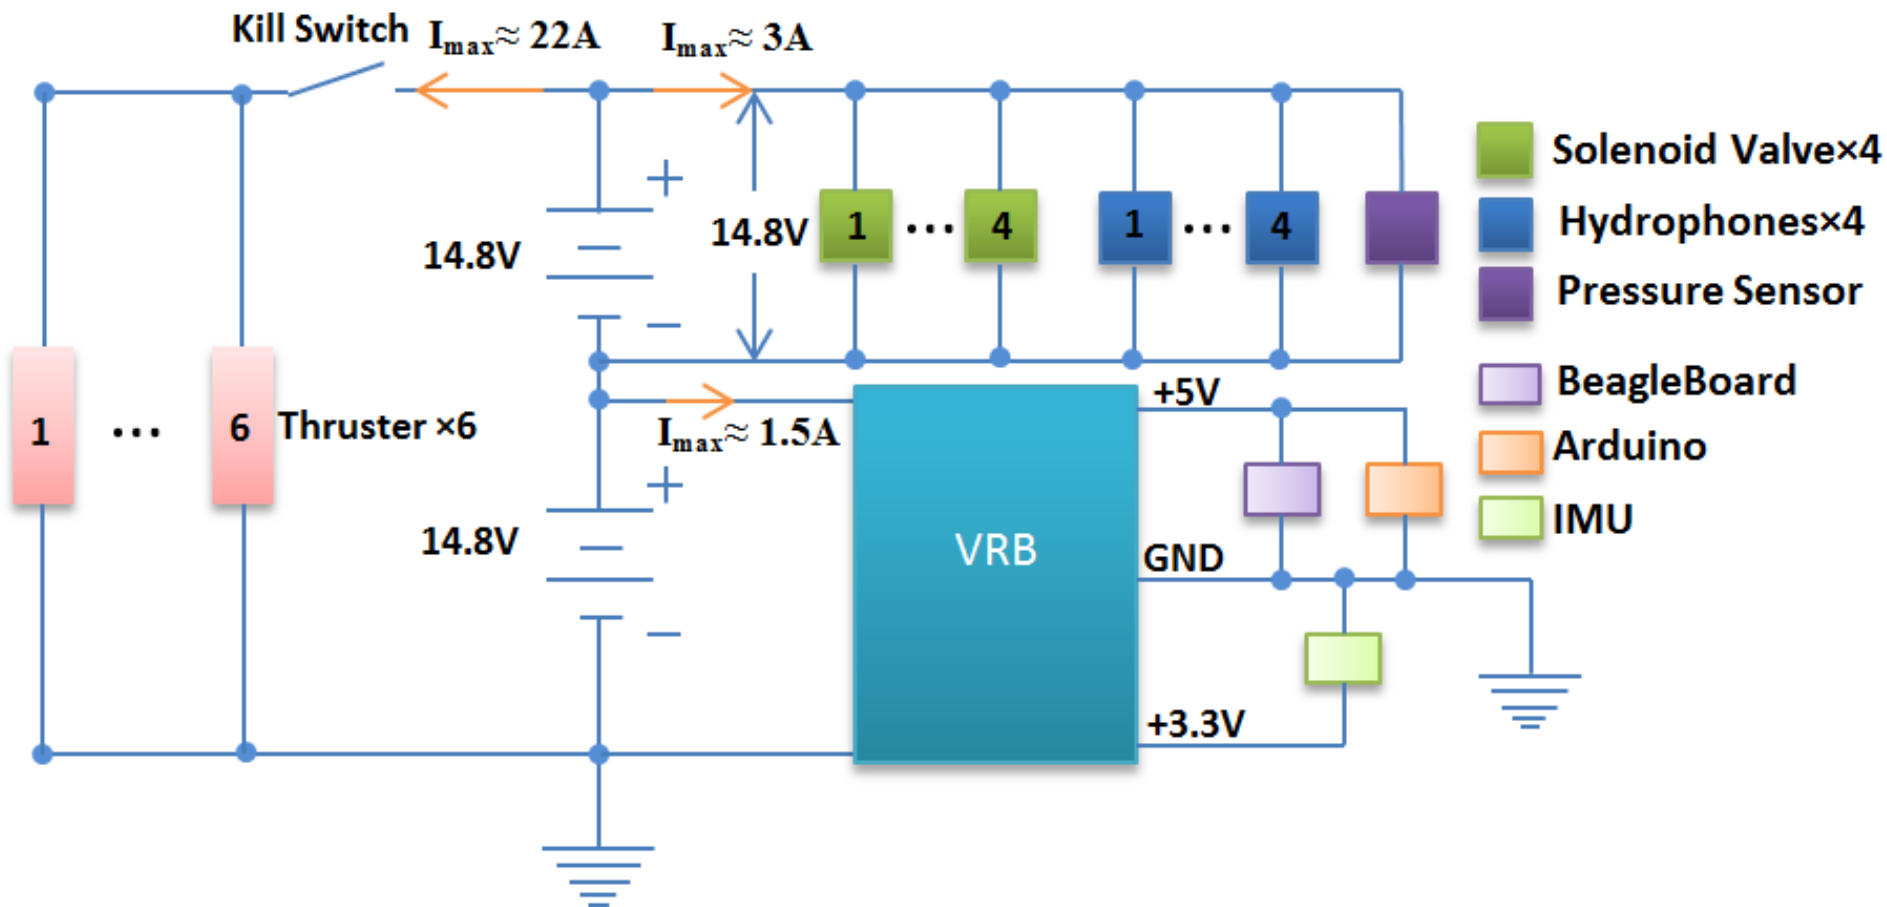 Kill Switch
Imax≈ 22A
Imax≈ 3A
+
14.8V
−
14.8V
1
...
4
1
...
4
Solenoid Valve×4
Hydrophones×4
Pressure Sensor
BeagleBoard
Arduino
IMU
1
...
6
Thruster ×6
Imax≈ 1.5A
+
14.8V
−
VRB
+5V
GND
+3.3V